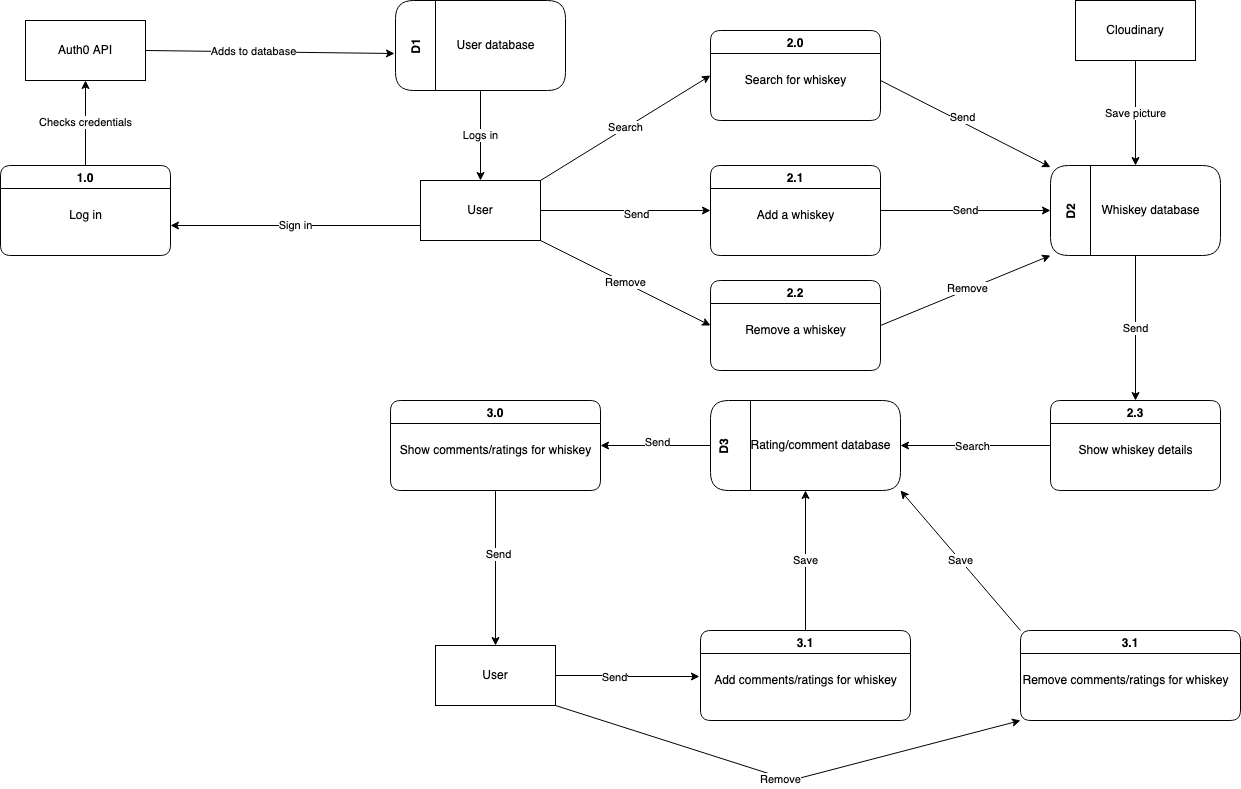 Auth0 API
Adds to database
D1
User database
2.0
Search for whiskey
Cloudinary
Checks credentials
Logs in
Search
Send
Save picture
1.0
Log in
Sign in
User
Send
2.1
Add a whiskey
Send
D2
Whiskey database
Remove
2.2
Remove a whiskey
Remove
Send
3.0
Show comments/ratings for whiskey
Send
D3
Rating/comment database
Search
2.3
Show whiskey details
Send
Save
Save
User
Send
3.1
Add comments/ratings for whiskey
3.1
Remove comments/ratings for whiskey
Remove